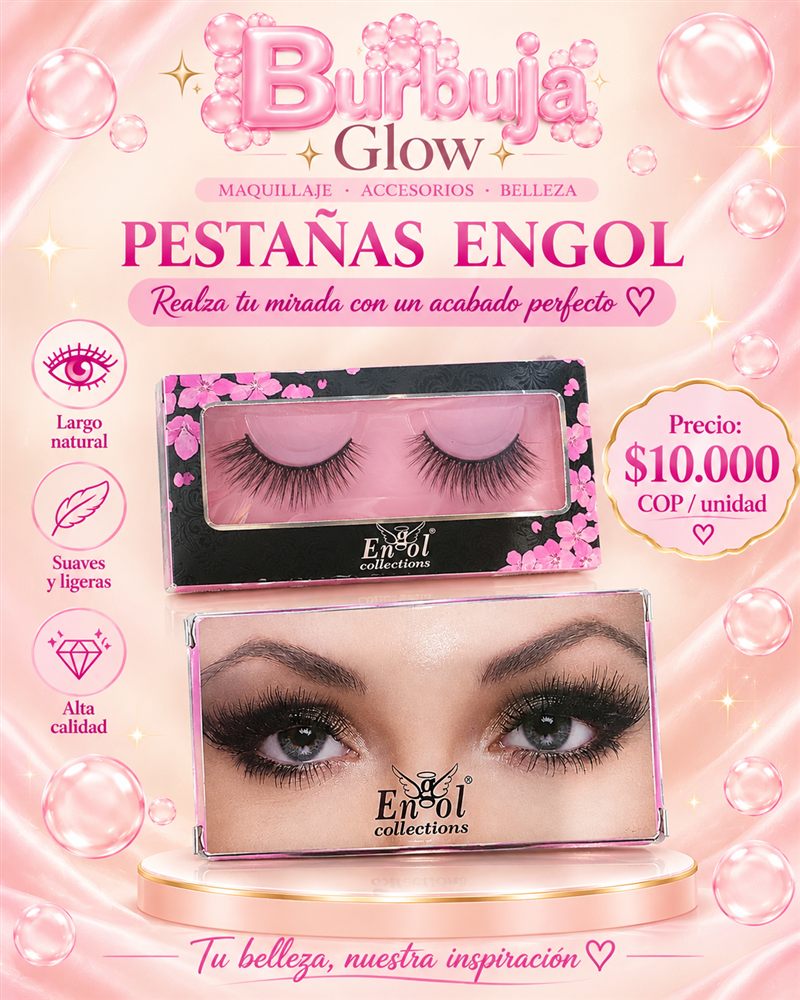 Burbuja
Glow
MAQUILLAJE · ACCESORIOS · BELLEZA
PESTAÑAS ENGOL
Realza tu mirada con un acabado perfecto ♡
Largo
natural
Suaves
y ligeras
Alta
calidad
Precio:
$10.000
COP / unidad
Engol®
collections
Engol®
collections
Tu belleza, nuestra inspiración ♡